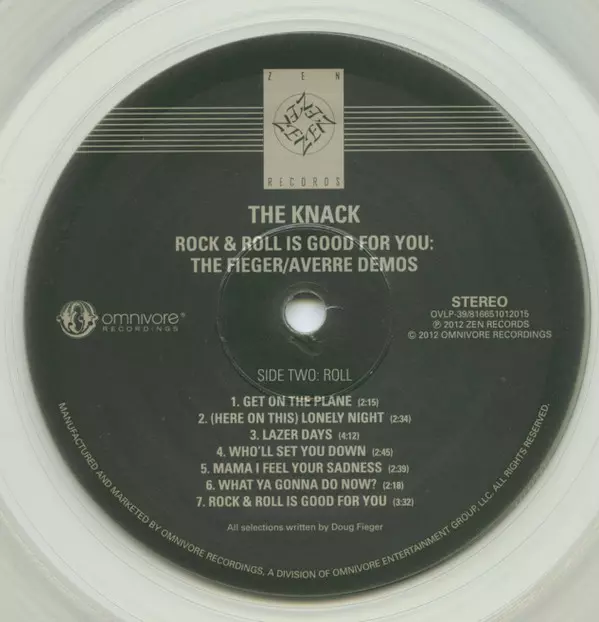 ZEN
ZEN ZEN ZEN ZEN
RECORDS
THE KNACK
ROCK & ROLL IS GOOD FOR YOU:
THE FIEGER/AVERRE DEMOS
omnivore®
RECORDINGS
STEREO
OVLP-39/816651012015
℗ 2012 ZEN RECORDS
© 2012 OMNIVORE RECORDINGS
SIDE TWO: ROLL
1. GET ON THE PLANE (2:15)
2. (HERE ON THIS) LONELY NIGHT (2:34)
3. LAZER DAYS (4:12)
4. WHO'LL SET YOU DOWN (2:45)
5. MAMA I FEEL YOUR SADNESS (2:39)
6. WHAT YA GONNA DO NOW? (2:18)
7. ROCK & ROLL IS GOOD FOR YOU (3:32)
All selections written by Doug Fieger
MANUFACTURED AND MARKETED BY OMNIVORE RECORDINGS, A DIVISION OF OMNIVORE ENTERTAINMENT GROUP, LLC. ALL RIGHTS RESERVED.